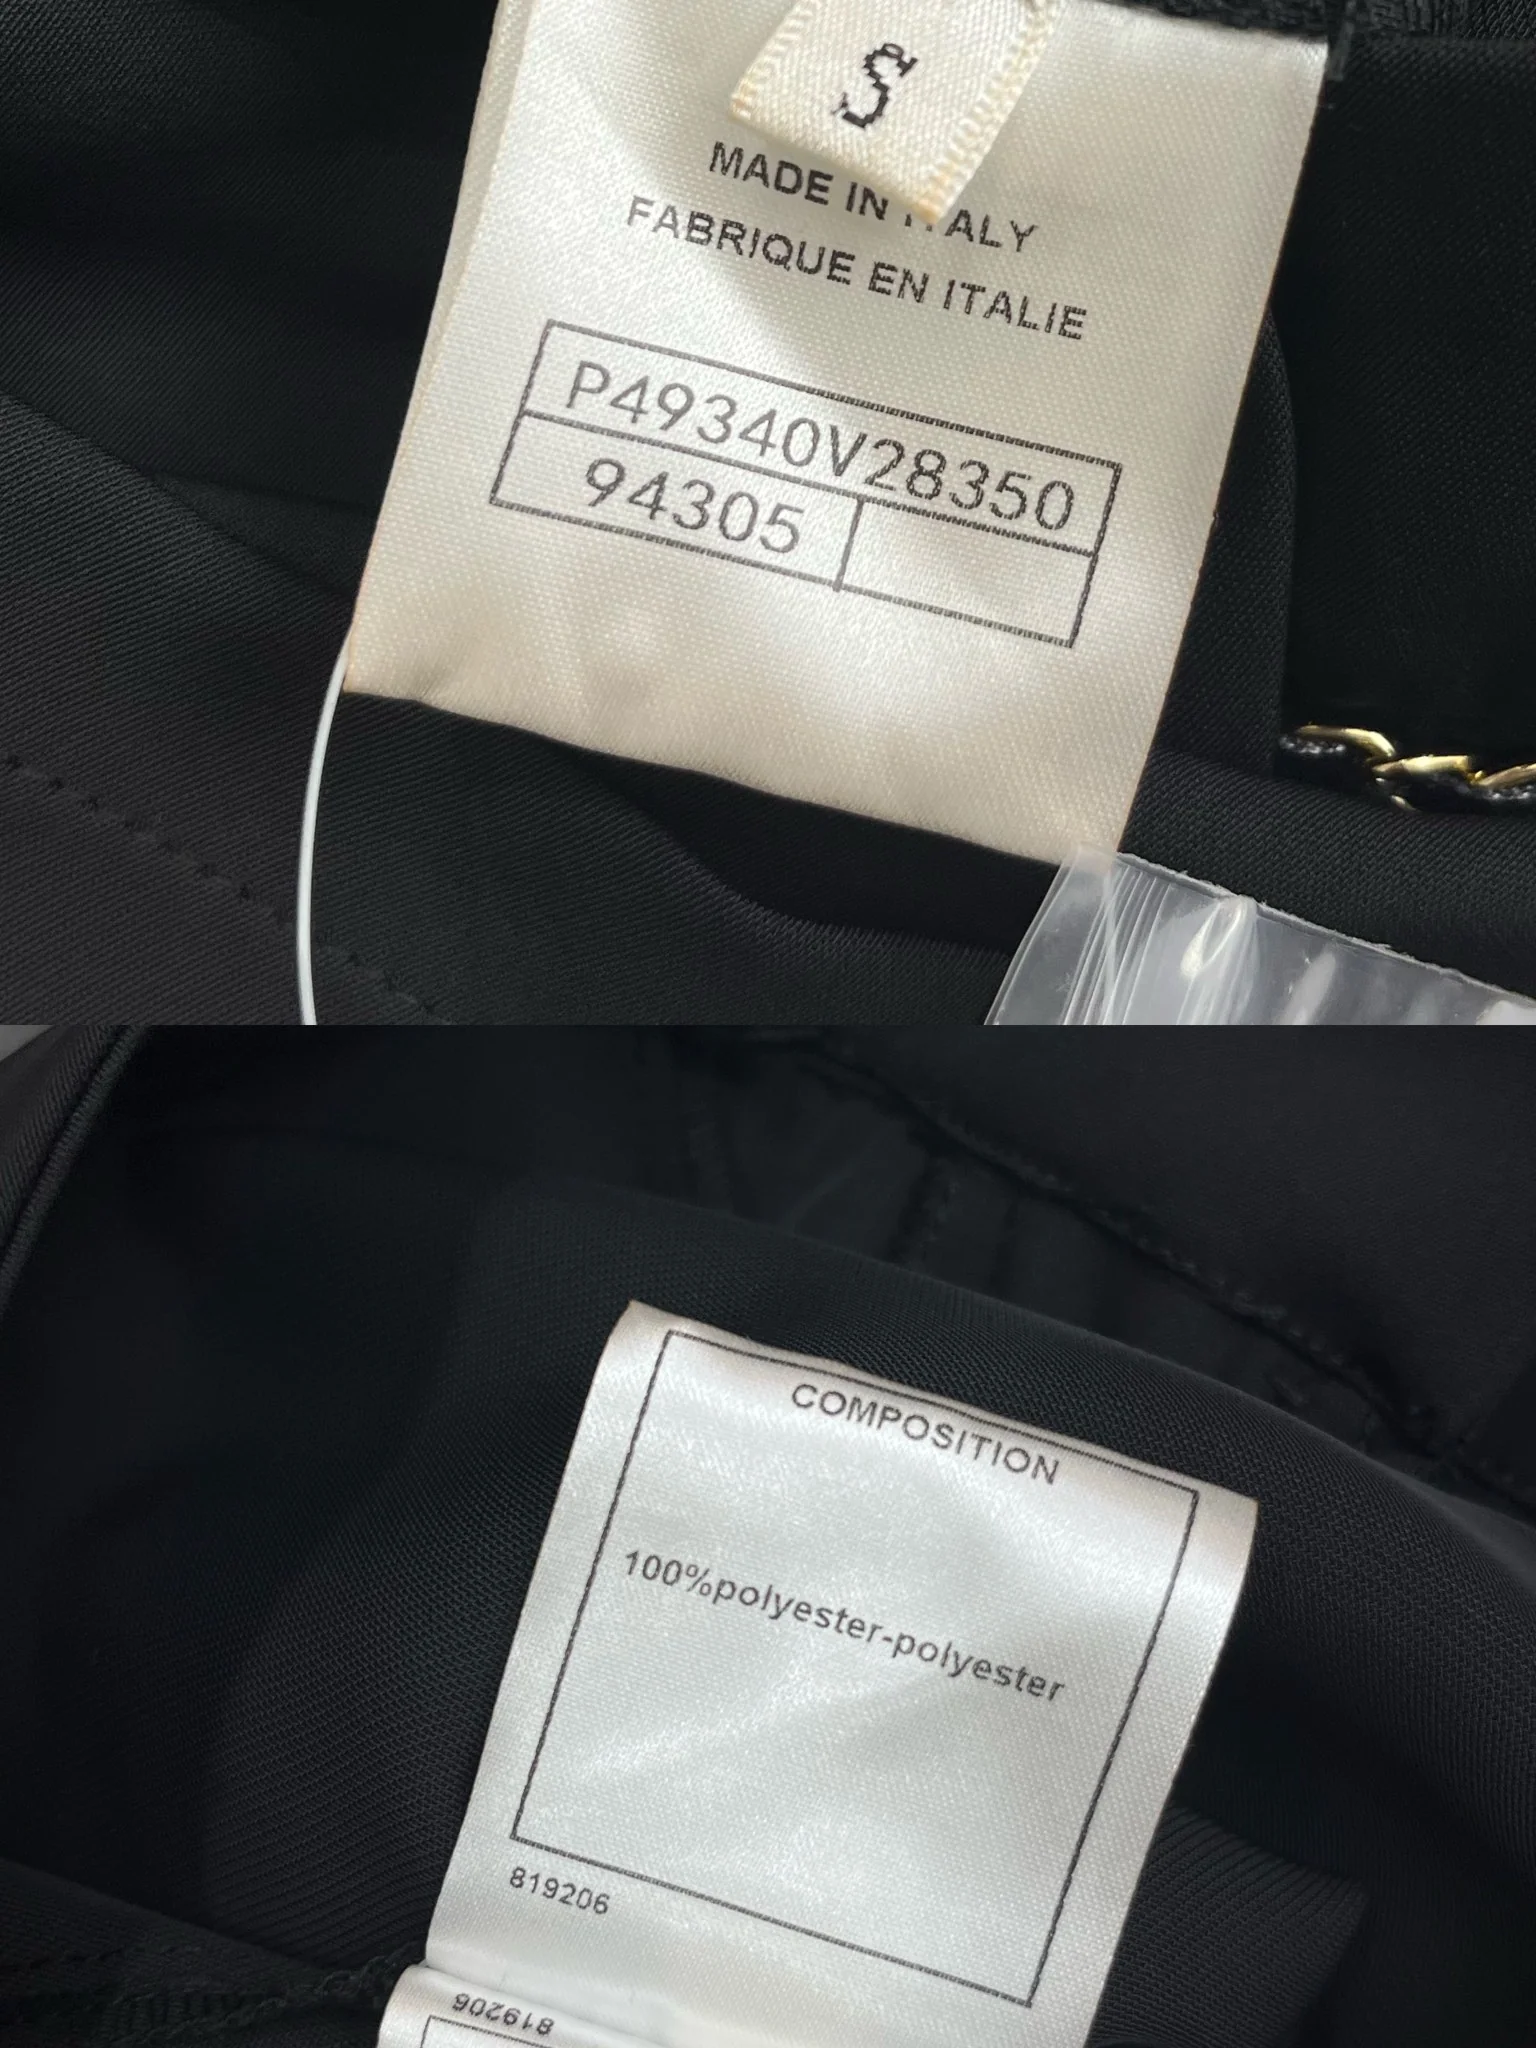 S
MADE IN ITALY
FABRIQUE EN ITALIE
P49340V28350
94305
COMPOSITION
100%polyester-polyester
819206
819206